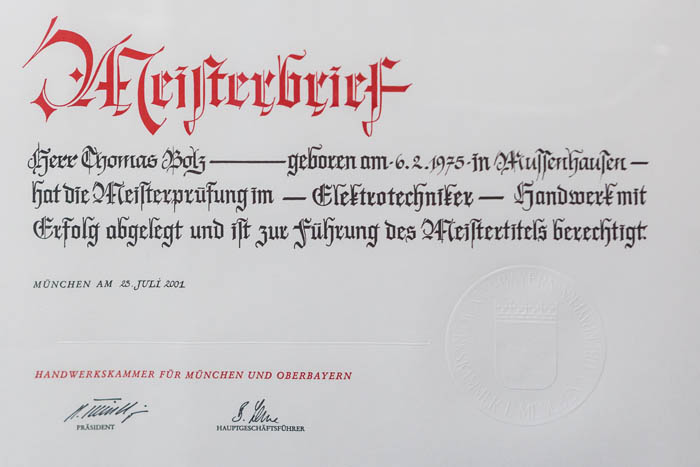 Meisterbrief
Herr Thomas Bolz — geboren am 6. 2. 1975 in Mussenhausen —
hat die Meisterprüfung im — Elektrotechniker — Handwerk mit
Erfolg abgelegt und ist zur Führung des Meistertitels berechtigt.
MÜNCHEN AM 25. JULI 2001
HANDWERKSKAMMER FÜR MÜNCHEN UND OBERBAYERN
PRÄSIDENT
HAUPTGESCHÄFTSFÜHRER